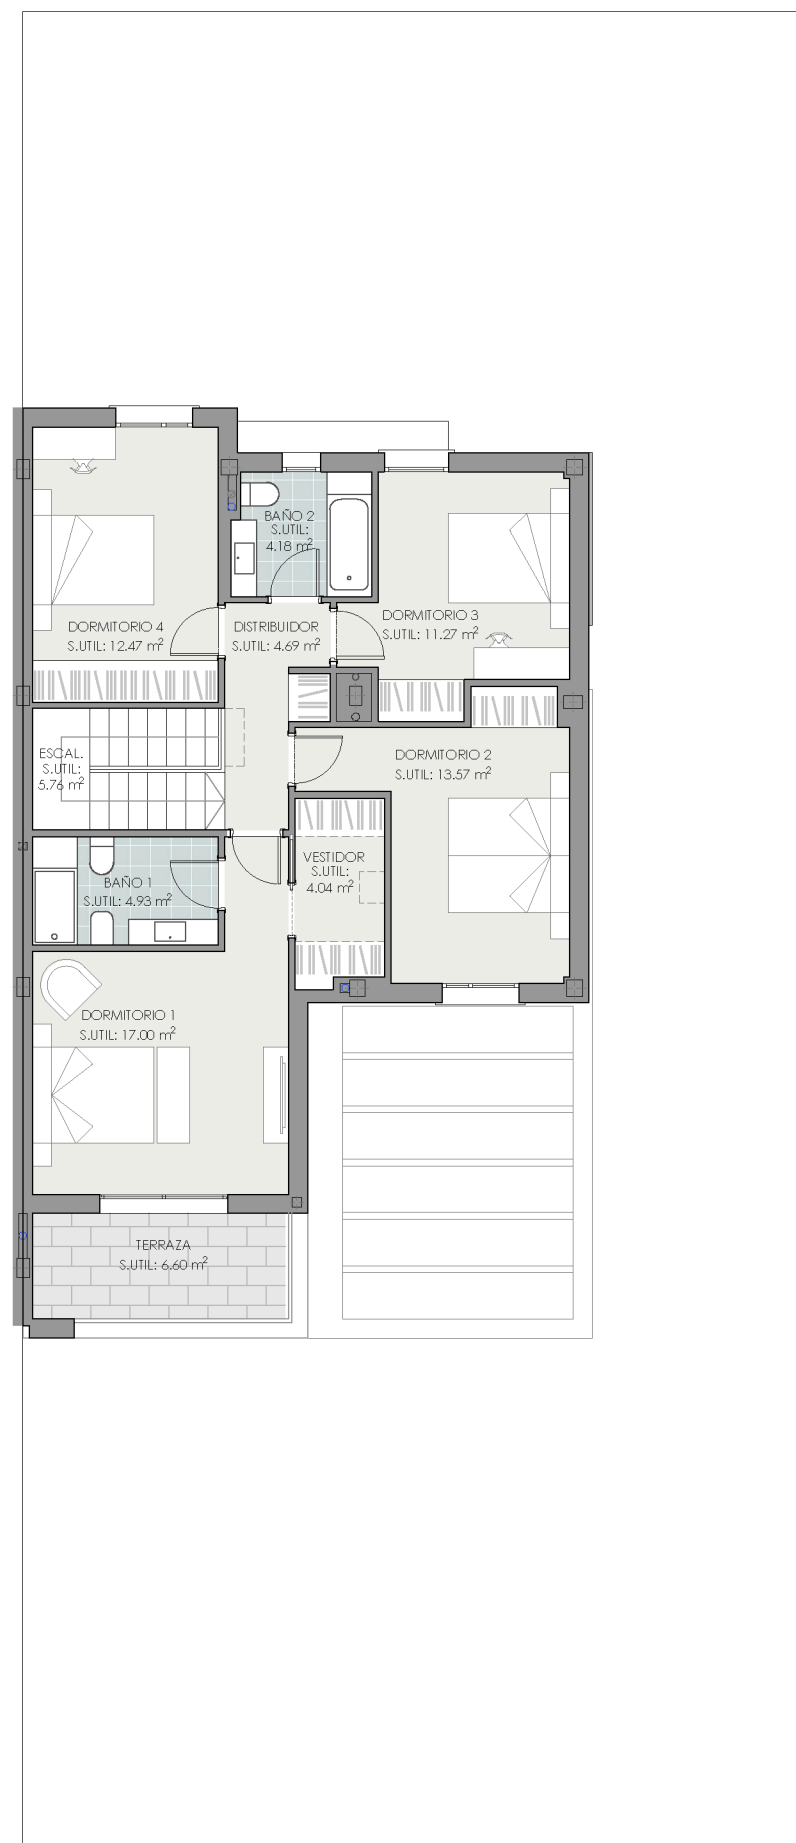 BAÑO 2
S.UTIL:
4.18 m²
DORMITORIO 4
S.UTIL: 12.47 m²
DISTRIBUIDOR
S.UTIL: 4.69 m²
DORMITORIO 3
S.UTIL: 11.27 m²
ESCAL.
S.UTIL:
5.76 m²
DORMITORIO 2
S.UTIL: 13.57 m²
BAÑO 1
S.UTIL: 4.93 m²
VESTIDOR
S.UTIL:
4.04 m²
DORMITORIO 1
S.UTIL: 17.00 m²
TERRAZA
S.UTIL: 6.60 m²